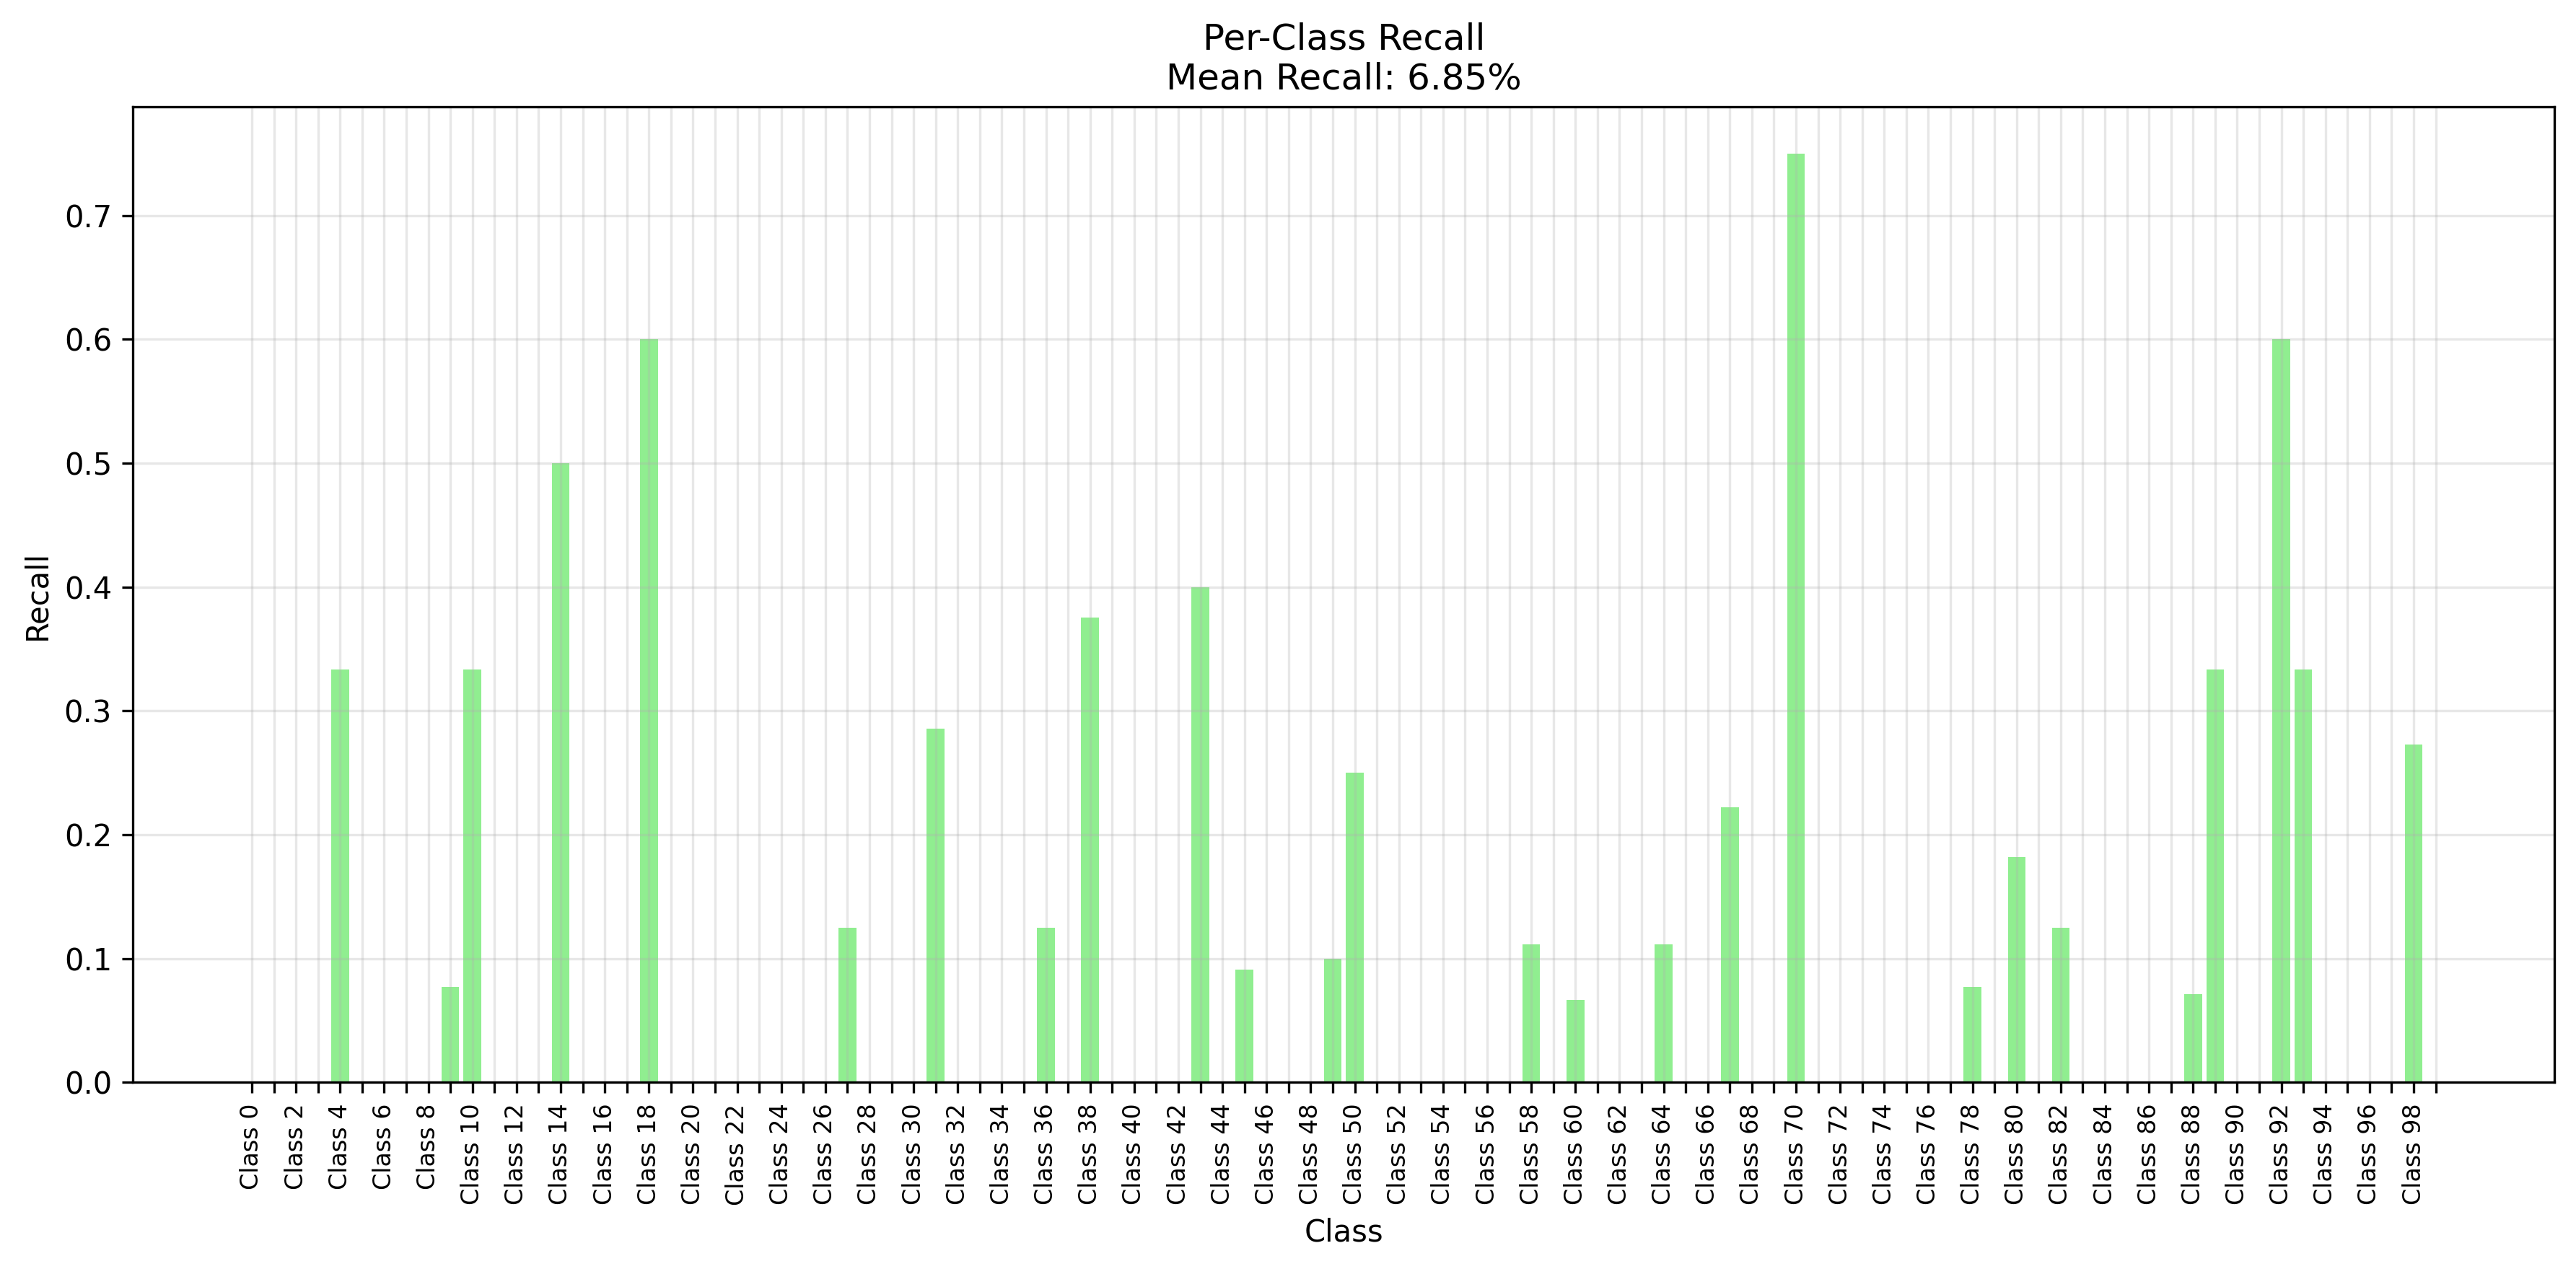 Per-Class Recall
Mean Recall: 6.85%
Recall
0.7
0.6
0.5
0.4
0.3
0.2
0.1
0.0
Class 0
Class 2
Class 4
Class 6
Class 8
Class 10
Class 12
Class 14
Class 16
Class 18
Class 20
Class 22
Class 24
Class 26
Class 28
Class 30
Class 32
Class 34
Class 36
Class 38
Class 40
Class 42
Class 44
Class 46
Class 48
Class 50
Class 52
Class 54
Class 56
Class 58
Class 60
Class 62
Class 64
Class 66
Class 68
Class 70
Class 72
Class 74
Class 76
Class 78
Class 80
Class 82
Class 84
Class 86
Class 88
Class 90
Class 92
Class 94
Class 96
Class 98
Class